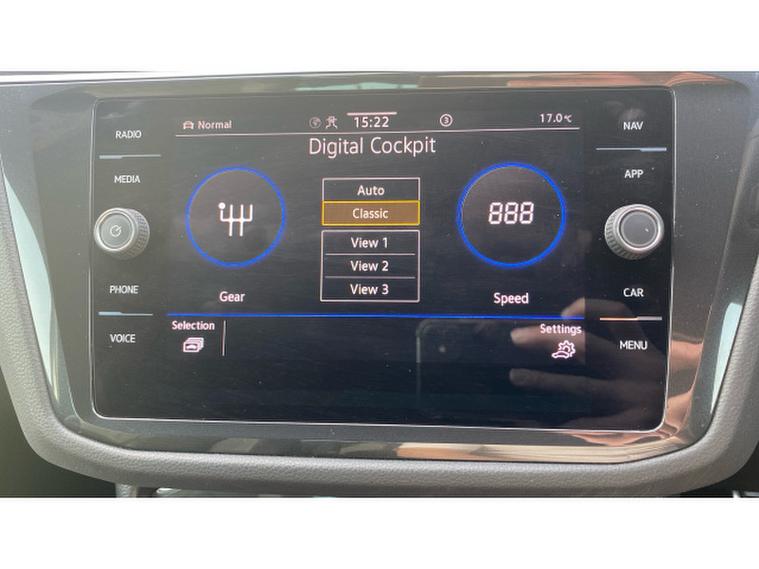 RADIO
MEDIA
PHONE
VOICE
Normal 15:22 3 17.0°C
Digital Cockpit
Auto
Classic
View 1
View 2
View 3
888
Gear
Speed
Selection
Settings
NAV
APP
CAR
MENU